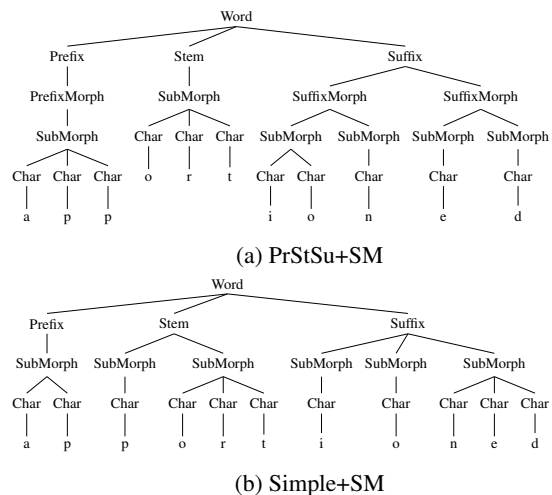 Word
Prefix Stem Suffix
PrefixMorph SubMorph SuffixMorph SuffixMorph
SubMorph Char Char Char SubMorph SubMorph SubMorph SubMorph
Char Char Char o r t Char Char Char Char Char
a p p i o n e d
(a) PrStSu+SM
Word
Prefix Stem Suffix
SubMorph SubMorph SubMorph SubMorph SubMorph SubMorph
Char Char Char Char Char Char Char Char Char Char Char
a p p o r t i o n e d
(b) Simple+SM